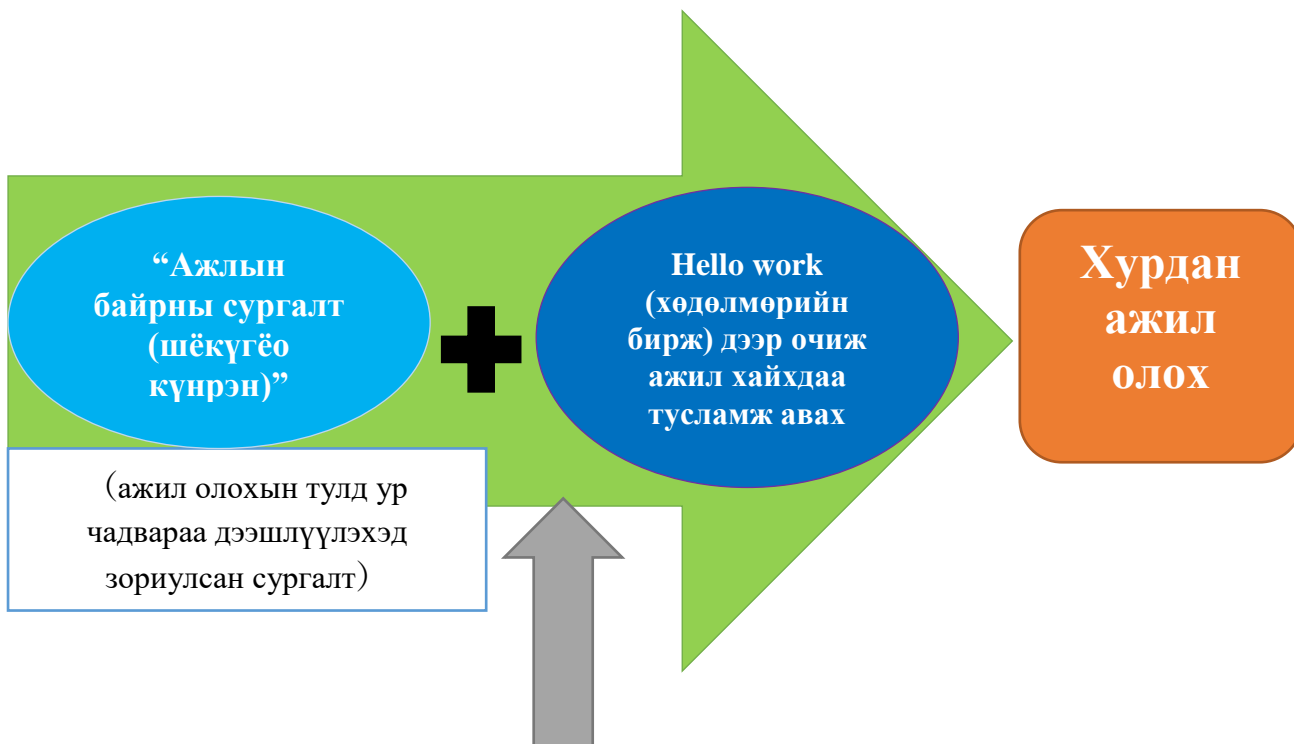 “Ажлын
байрны сургалт
(шёкүгёо
күнрэн)”
Hello work
(хөдөлмөрийн
бирж) дээр очиж
ажил хайхдаа
тусламж авах
Хурдан
ажил
олох
（ажил олохын тулд ур
чадвараа дээшлүүлэхэд
зориулсан сургалт）